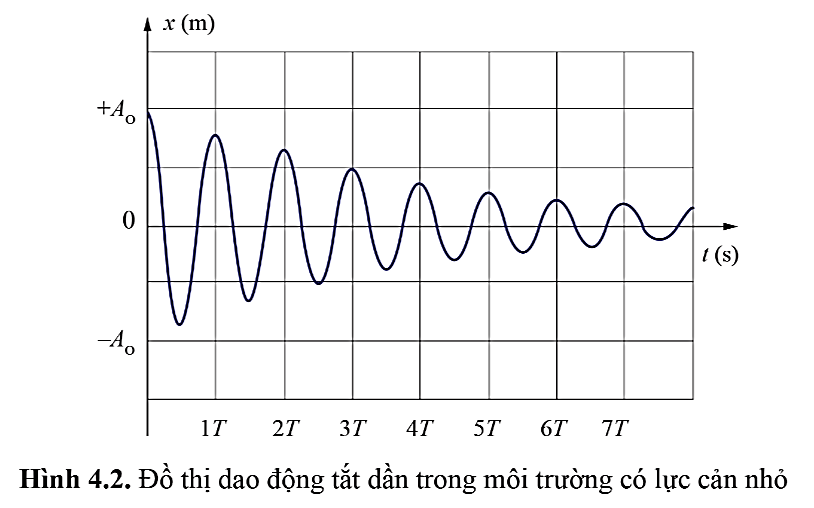 x (m)
+A₀
0
t (s)
–A₀
1T 2T 3T 4T 5T 6T 7T
Hình 4.2. Đồ thị dao động tắt dần trong môi trường có lực cản nhỏ